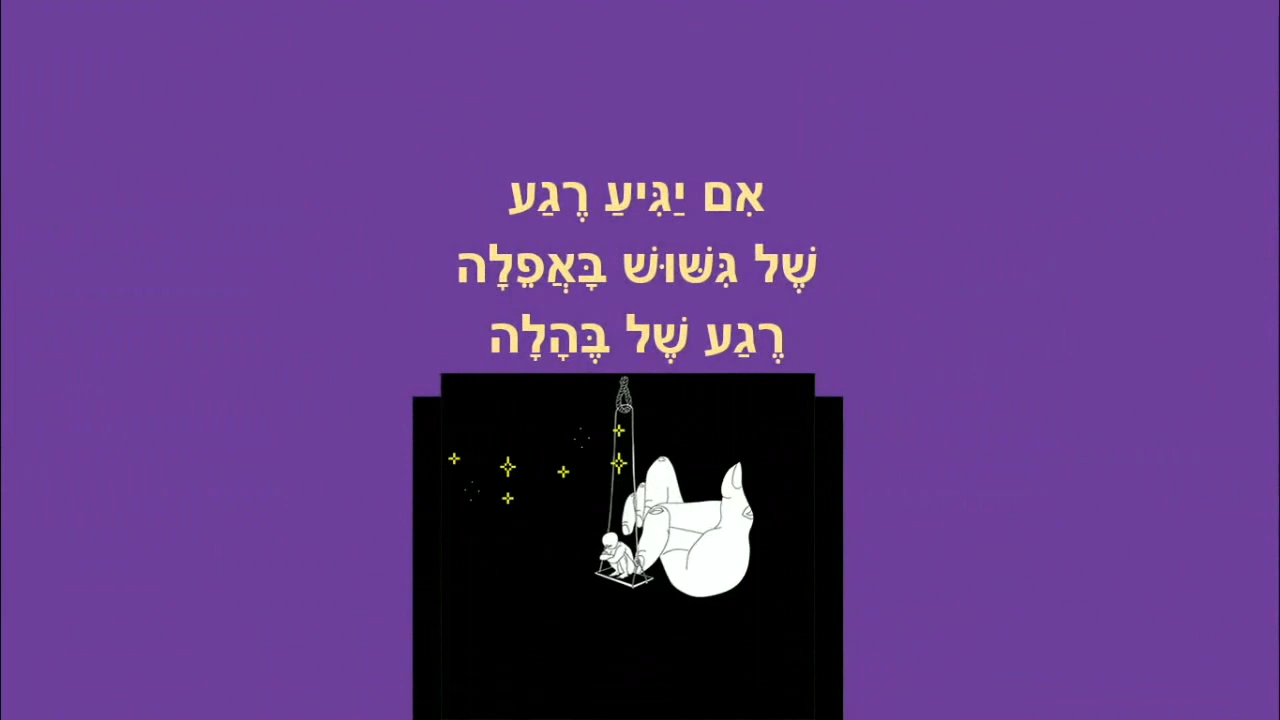 אִם יַגִּיעַ רֶגַע
שֶׁל גִּשּׁוּשׁ בָּאֲפֵלָה
רֶגַע שֶׁל בֶּהָלָה